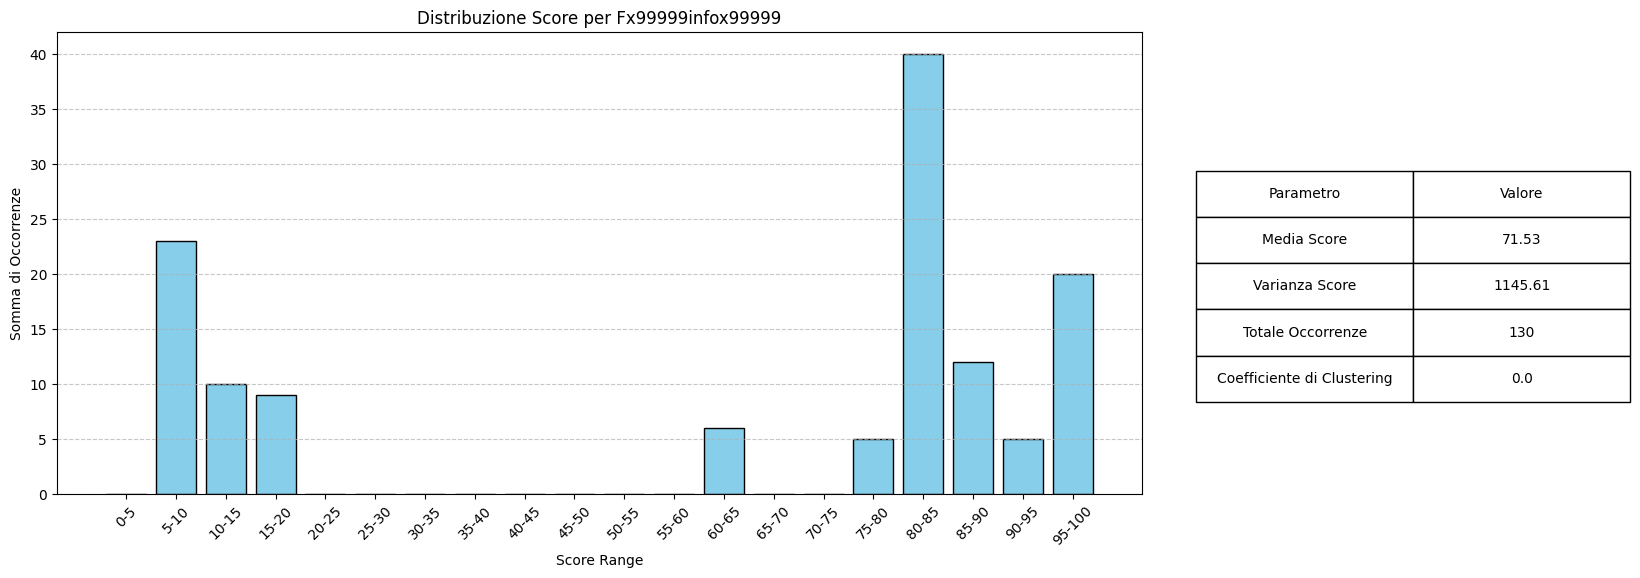 Distribuzione Score per Fx99999infox99999
Somma di Occorrenze
40
35
30
25
20
15
10
5
0
0-5 5-10 10-15 15-20 20-25 25-30 30-35 35-40 40-45 45-50 50-55 55-60 60-65 65-70 70-75 75-80 80-85 85-90 90-95 95-100
Score Range
Parametro Valore
Media Score 71.53
Varianza Score 1145.61
Totale Occorrenze 130
Coefficiente di Clustering 0.0